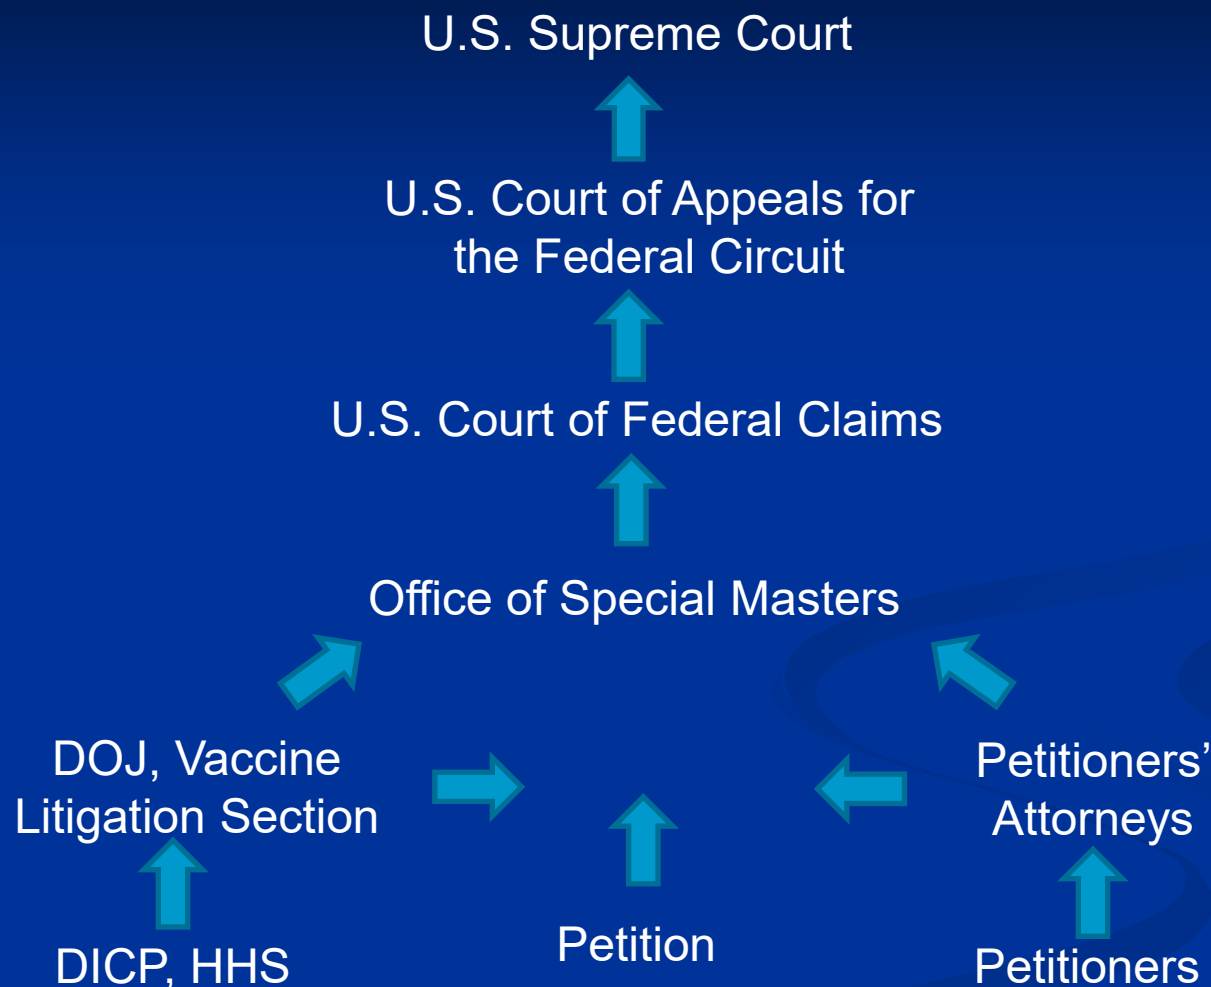 U.S. Supreme Court
U.S. Court of Appeals for
the Federal Circuit
U.S. Court of Federal Claims
Office of Special Masters
DOJ, Vaccine
Litigation Section
Petitioners’
Attorneys
DICP, HHS
Petition
Petitioners